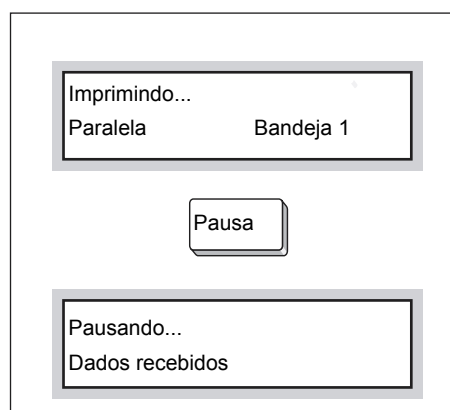 Imprimindo...
Paralela Bandeja 1
Pausa
Pausando...
Dados recebidos